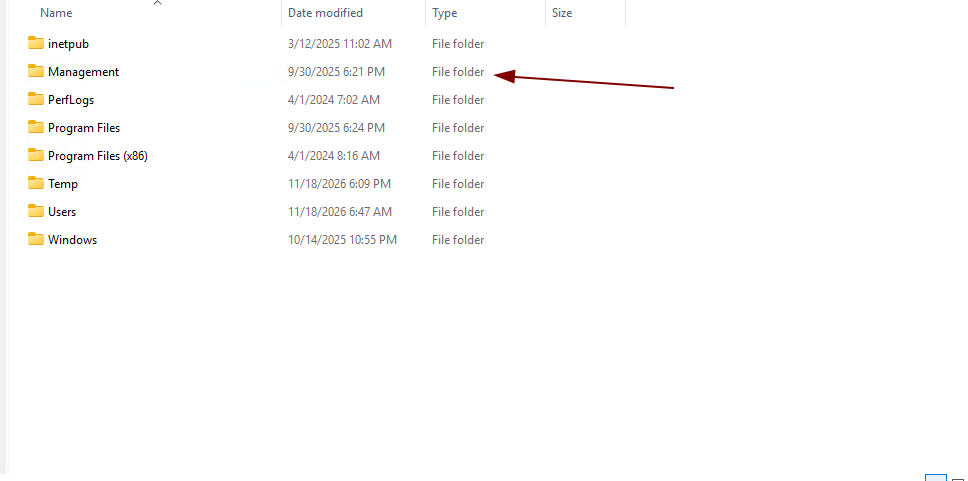 Name Date modified Type Size
inetpub 3/12/2025 11:02 AM File folder
Management 9/30/2025 6:21 PM File folder
PerfLogs 4/1/2024 7:02 AM File folder
Program Files 9/30/2025 6:24 PM File folder
Program Files (x86) 4/1/2024 8:16 AM File folder
Temp 11/18/2026 6:09 PM File folder
Users 11/18/2026 6:47 AM File folder
Windows 10/14/2025 10:55 PM File folder